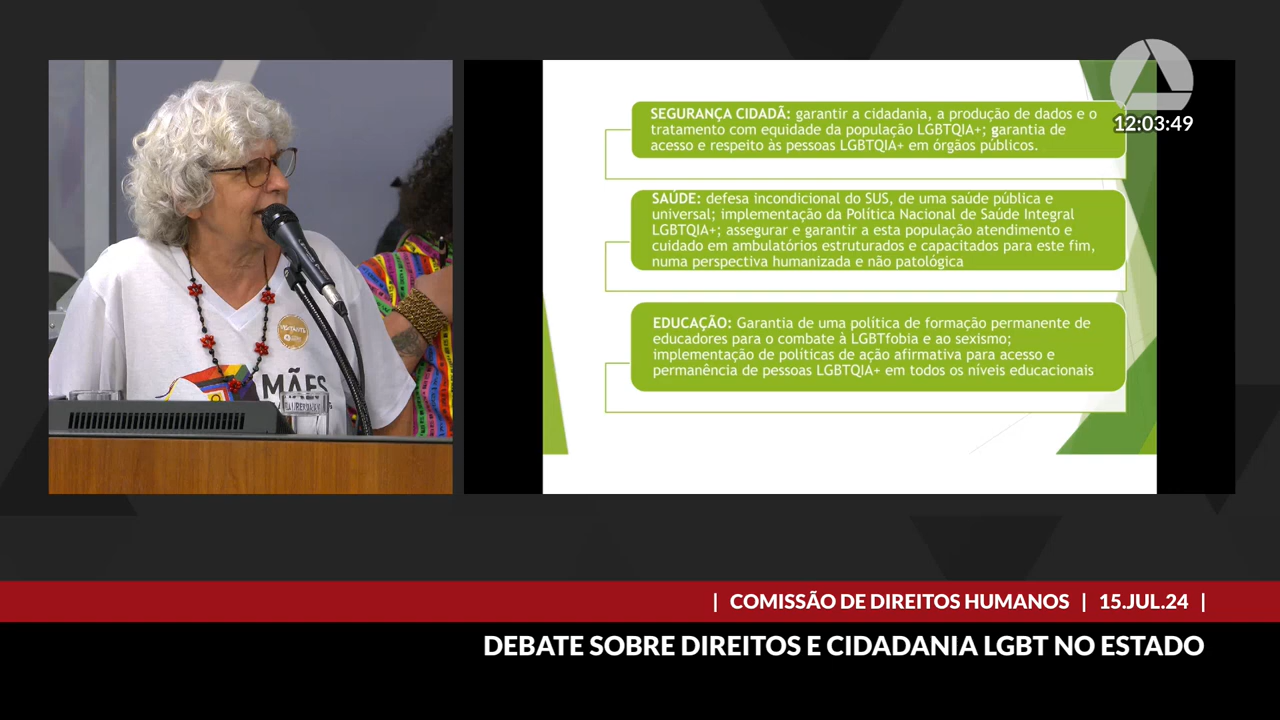 SEGURANÇA CIDADÃ: garantir a cidadania, a produção de dados e o
tratamento com equidade da população LGBTQIA+; garantia de
acesso e respeito às pessoas LGBTQIA+ em órgãos públicos.
12:03:49
SAÚDE: defesa incondicional do SUS, de uma saúde pública e
universal; implementação da Política Nacional de Saúde Integral
LGBTQIA+; assegurar e garantir a esta população atendimento e
cuidado em ambulatórios estruturados e capacitados para este fim,
numa perspectiva humanizada e não patológica
EDUCAÇÃO: Garantia de uma política de formação permanente de
educadores para o combate à LGBTfobia e ao sexismo;
implementação de políticas de ação afirmativa para acesso e
permanência de pessoas LGBTQIA+ em todos os níveis educacionais
VISITANTE
MÃES
| COMISSÃO DE DIREITOS HUMANOS | 15.JUL.24 |
DEBATE SOBRE DIREITOS E CIDADANIA LGBT NO ESTADO